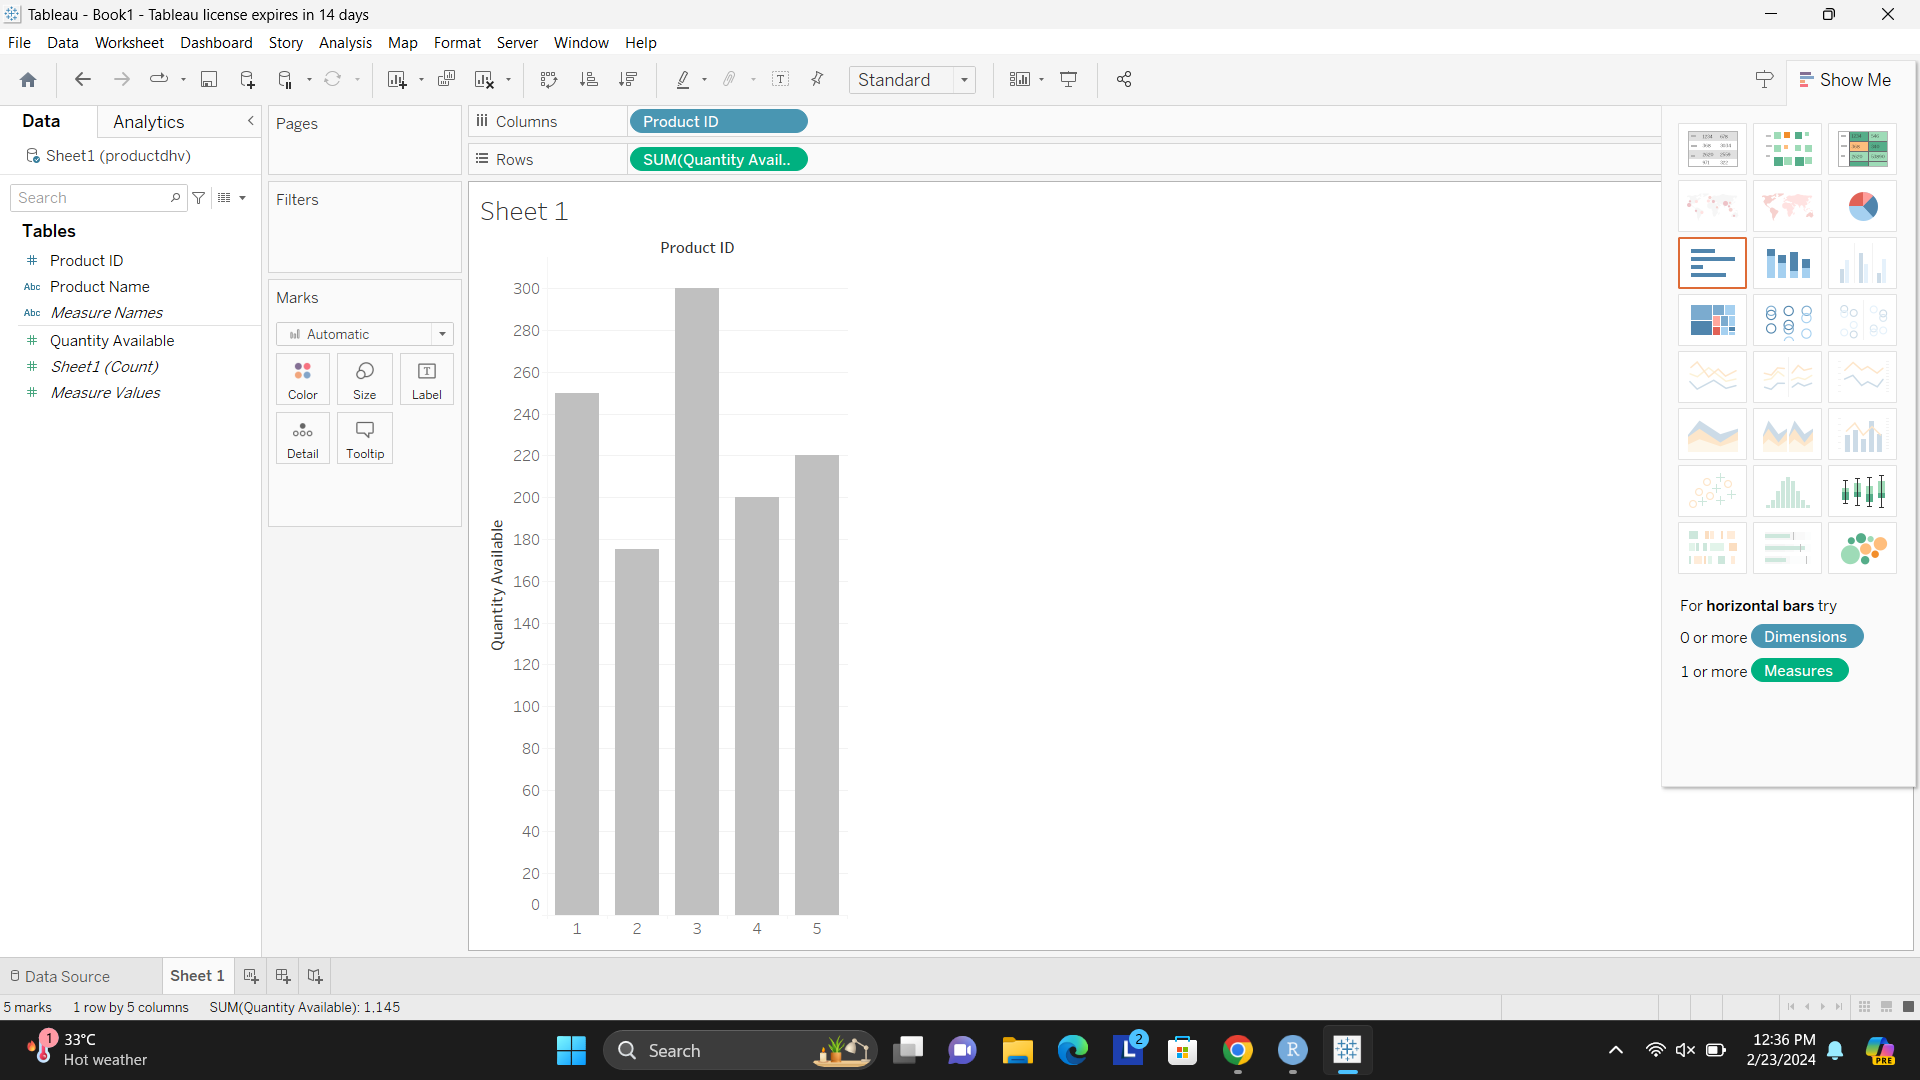 Tableau - Book1 - Tableau license expires in 14 days
File Data Worksheet Dashboard Story Analysis Map Format Server Window Help
Standard
Show Me
Data Analytics
Sheet1 (productdhv)
Search
Tables
Product ID
Abc Product Name
Abc Measure Names
Quantity Available
Sheet1 (Count)
Measure Values
Pages
Filters
Marks
Automatic
Color Size Label
Detail Tooltip
Columns Product ID
Rows SUM(Quantity Avail..
Sheet 1
Product ID
Quantity Available
300
280
260
240
220
200
180
160
140
120
100
80
60
40
20
0
1 2 3 4 5
For horizontal bars try
0 or more Dimensions
1 or more Measures
Data Source Sheet 1
5 marks 1 row by 5 columns SUM(Quantity Available): 1,145
1 33°C
Hot weather
Search
2
R
12:36 PM
2/23/2024
PRE